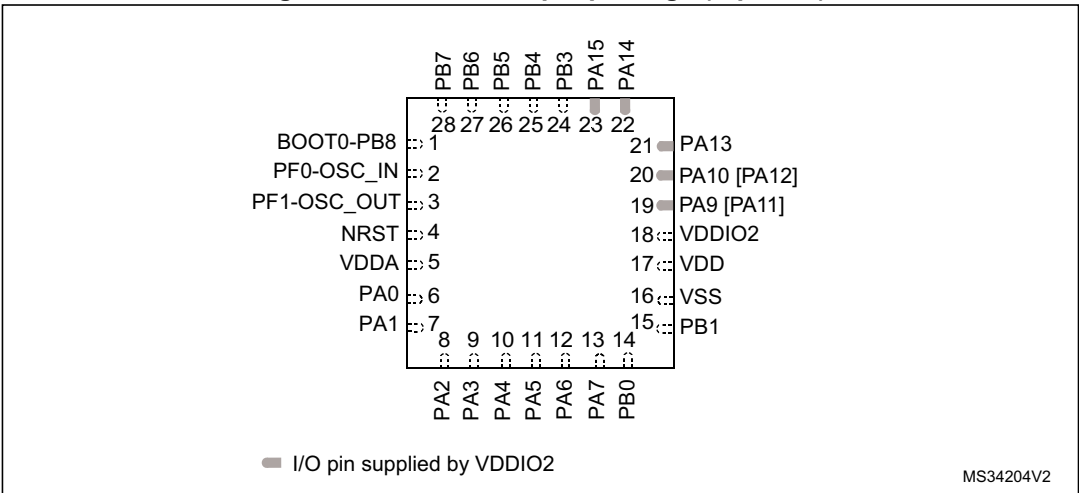 PB7
PB6
PB5
PB4
PB3
PA15
PA14
28 27 26 25 24 23 22
BOOT0-PB8 1
PF0-OSC_IN 2
PF1-OSC_OUT 3
NRST 4
VDDA 5
PA0 6
PA1 7
21 PA13
20 PA10 [PA12]
19 PA9 [PA11]
18 VDDIO2
17 VDD
16 VSS
15 PB1
8 9 10 11 12 13 14
PA2
PA3
PA4
PA5
PA6
PA7
PB0
I/O pin supplied by VDDIO2
MS34204V2